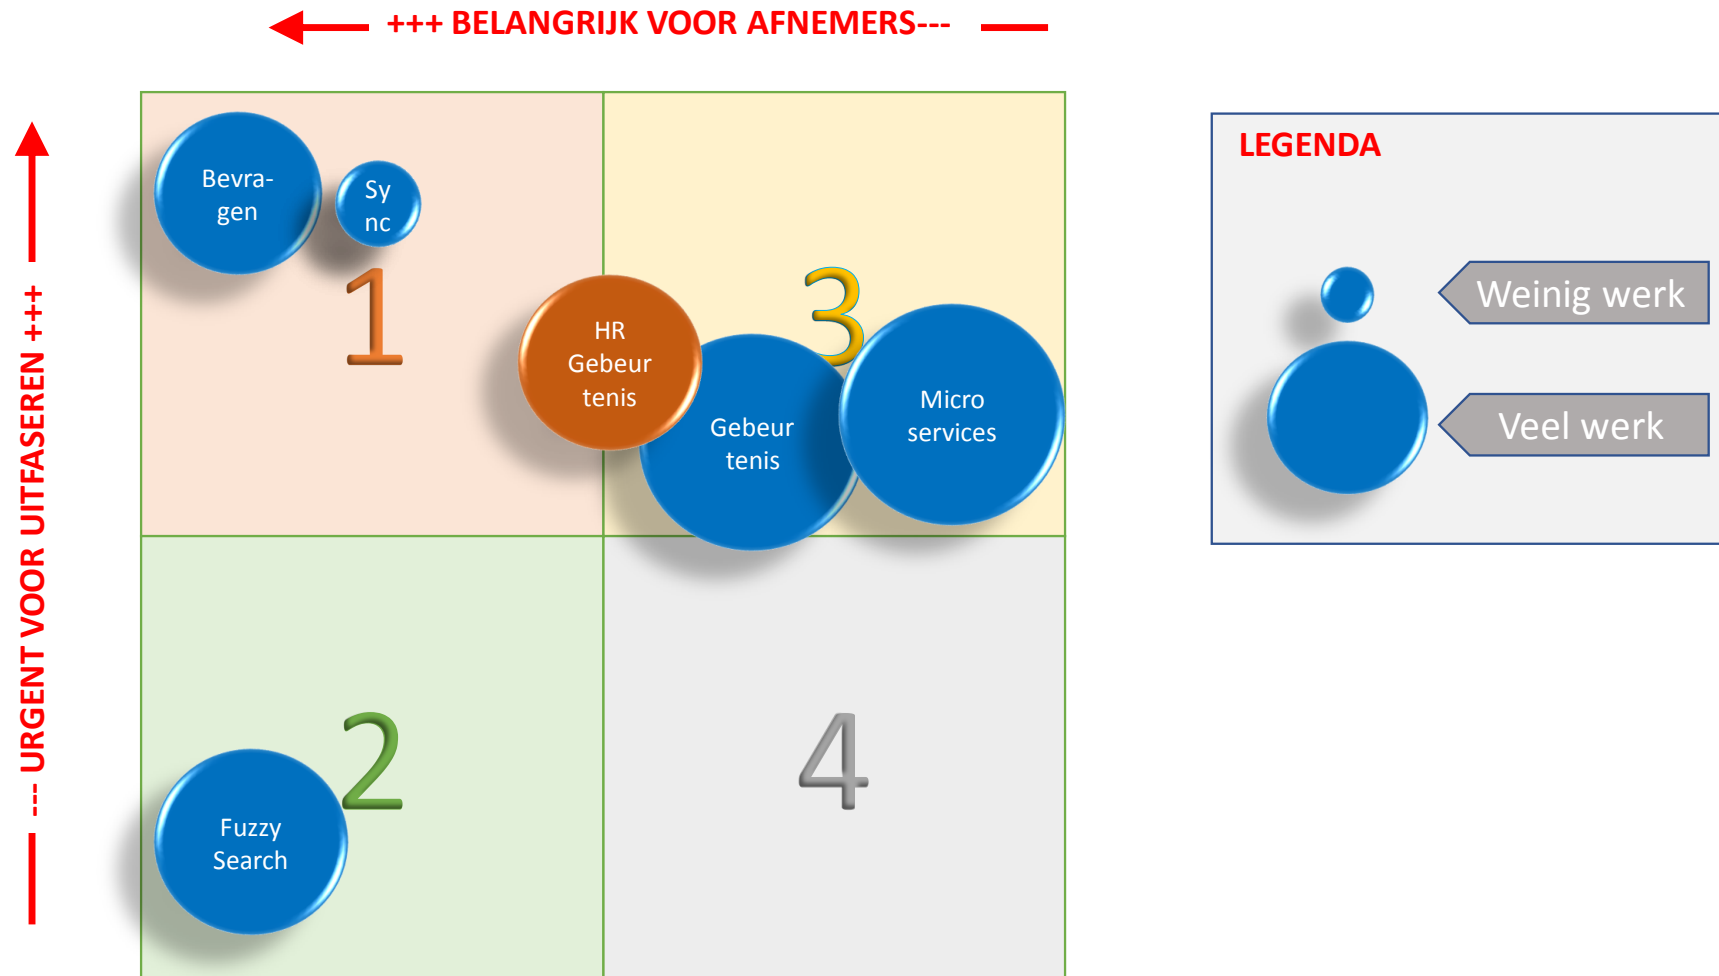 +++ BELANGRIJK VOOR AFNEMERS---
--- URGENT VOOR UITFASEREN +++
Bevra-
gen
Sy
nc
1
3
HR
Gebeur
tenis
Gebeur
tenis
Micro
services
2
4
Fuzzy
Search
LEGENDA
Weinig werk
Veel werk